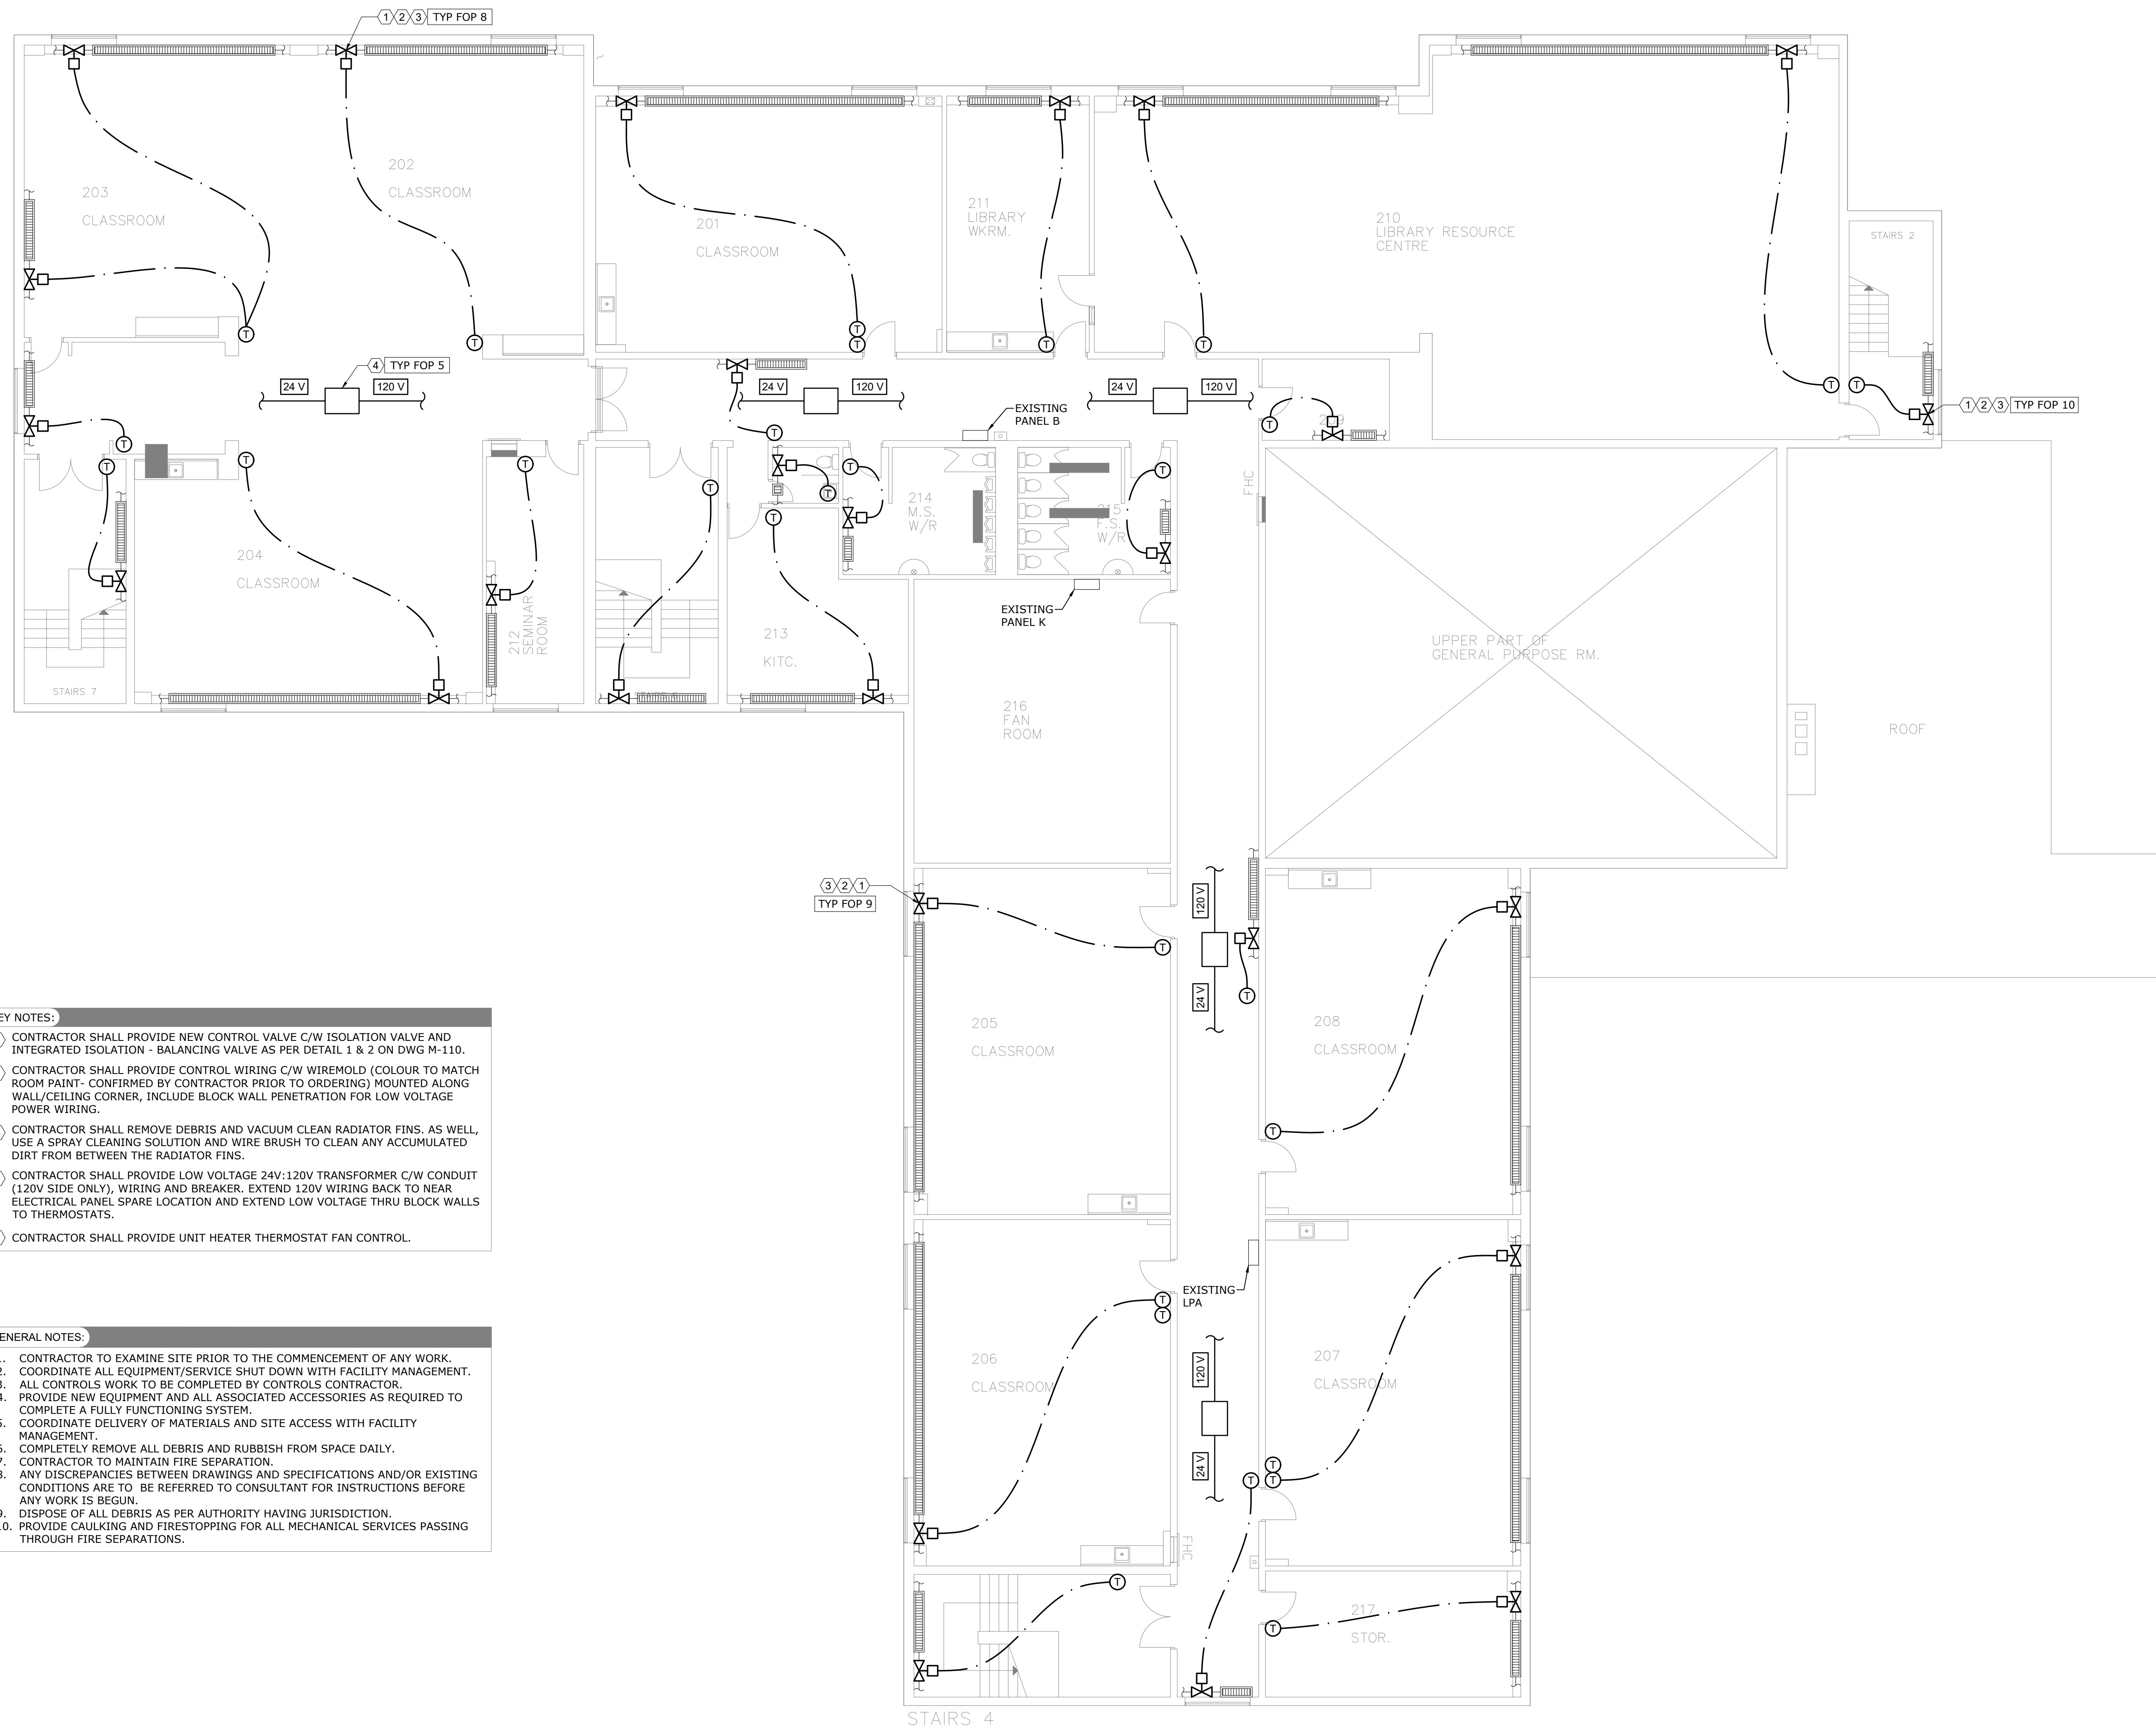 1 2 3 TYP FOP 8
203
CLASSROOM
202
CLASSROOM
201
CLASSROOM
211
LIBRARY
WKRM.
210
LIBRARY RESOURCE
CENTRE
STAIRS 2
T
T
T
T
T
T
T
T
4 TYP FOP 5
24 V
120 V
24 V
120 V
24 V
120 V
EXISTING
PANEL B
T
1 2 3 TYP FOP 10
T
T
T
T
T
T
T
T
T
T
T
FHC
204
CLASSROOM
212
SEMINAR
ROOM
214
M.S.
W/R
F.S.
W/R
EXISTING
PANEL K
213
KITC.
STAIRS 7
216
FAN
ROOM
UPPER PART OF
GENERAL PURPOSE RM.
ROOF
3 2 1
TYP FOP 9
120 V
24 V
T
T
205
CLASSROOM
208
CLASSROOM
T
EXISTING
LPA
T
T
120 V
24 V
206
CLASSROOM
207
CLASSROOM
T
T
T
FHC
T
217
STOR.
T
STAIRS 4
EY NOTES:
CONTRACTOR SHALL PROVIDE NEW CONTROL VALVE C/W ISOLATION VALVE AND
INTEGRATED ISOLATION - BALANCING VALVE AS PER DETAIL 1 & 2 ON DWG M-110.
CONTRACTOR SHALL PROVIDE CONTROL WIRING C/W WIREMOLD (COLOUR TO MATCH
ROOM PAINT- CONFIRMED BY CONTRACTOR PRIOR TO ORDERING) MOUNTED ALONG
WALL/CEILING CORNER, INCLUDE BLOCK WALL PENETRATION FOR LOW VOLTAGE
POWER WIRING.
CONTRACTOR SHALL REMOVE DEBRIS AND VACUUM CLEAN RADIATOR FINS. AS WELL,
USE A SPRAY CLEANING SOLUTION AND WIRE BRUSH TO CLEAN ANY ACCUMULATED
DIRT FROM BETWEEN THE RADIATOR FINS.
CONTRACTOR SHALL PROVIDE LOW VOLTAGE 24V:120V TRANSFORMER C/W CONDUIT
(120V SIDE ONLY), WIRING AND BREAKER. EXTEND 120V WIRING BACK TO NEAR
ELECTRICAL PANEL SPARE LOCATION AND EXTEND LOW VOLTAGE THRU BLOCK WALLS
TO THERMOSTATS.
CONTRACTOR SHALL PROVIDE UNIT HEATER THERMOSTAT FAN CONTROL.
ENERAL NOTES:
. CONTRACTOR TO EXAMINE SITE PRIOR TO THE COMMENCEMENT OF ANY WORK.
2. COORDINATE ALL EQUIPMENT/SERVICE SHUT DOWN WITH FACILITY MANAGEMENT.
3. ALL CONTROLS WORK TO BE COMPLETED BY CONTROLS CONTRACTOR.
4. PROVIDE NEW EQUIPMENT AND ALL ASSOCIATED ACCESSORIES AS REQUIRED TO
COMPLETE A FULLY FUNCTIONING SYSTEM.
5. COORDINATE DELIVERY OF MATERIALS AND SITE ACCESS WITH FACILITY
MANAGEMENT.
6. COMPLETELY REMOVE ALL DEBRIS AND RUBBISH FROM SPACE DAILY.
7. CONTRACTOR TO MAINTAIN FIRE SEPARATION.
8. ANY DISCREPANCIES BETWEEN DRAWINGS AND SPECIFICATIONS AND/OR EXISTING
CONDITIONS ARE TO BE REFERRED TO CONSULTANT FOR INSTRUCTIONS BEFORE
ANY WORK IS BEGUN.
9. DISPOSE OF ALL DEBRIS AS PER AUTHORITY HAVING JURISDICTION.
0. PROVIDE CAULKING AND FIRESTOPPING FOR ALL MECHANICAL SERVICES PASSING
THROUGH FIRE SEPARATIONS.